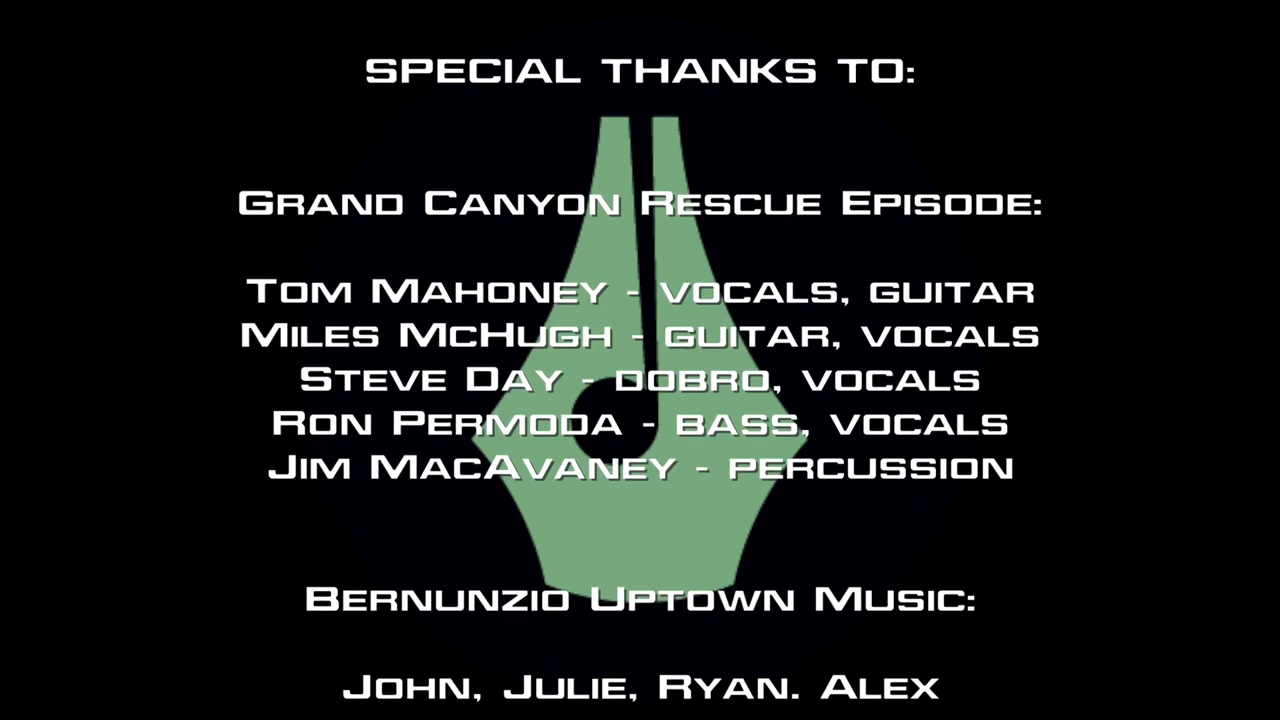 SPECIAL THANKS TO:
GRAND CANYON RESCUE EPISODE:
TOM MAHONEY - VOCALS, GUITAR
MILES MCHUGH - GUITAR, VOCALS
STEVE DAY - DOBRO, VOCALS
RON PERMODA - BASS, VOCALS
JIM MACAVANEY - PERCUSSION
BERNUNZIO UPTOWN MUSIC:
JOHN, JULIE, RYAN. ALEX